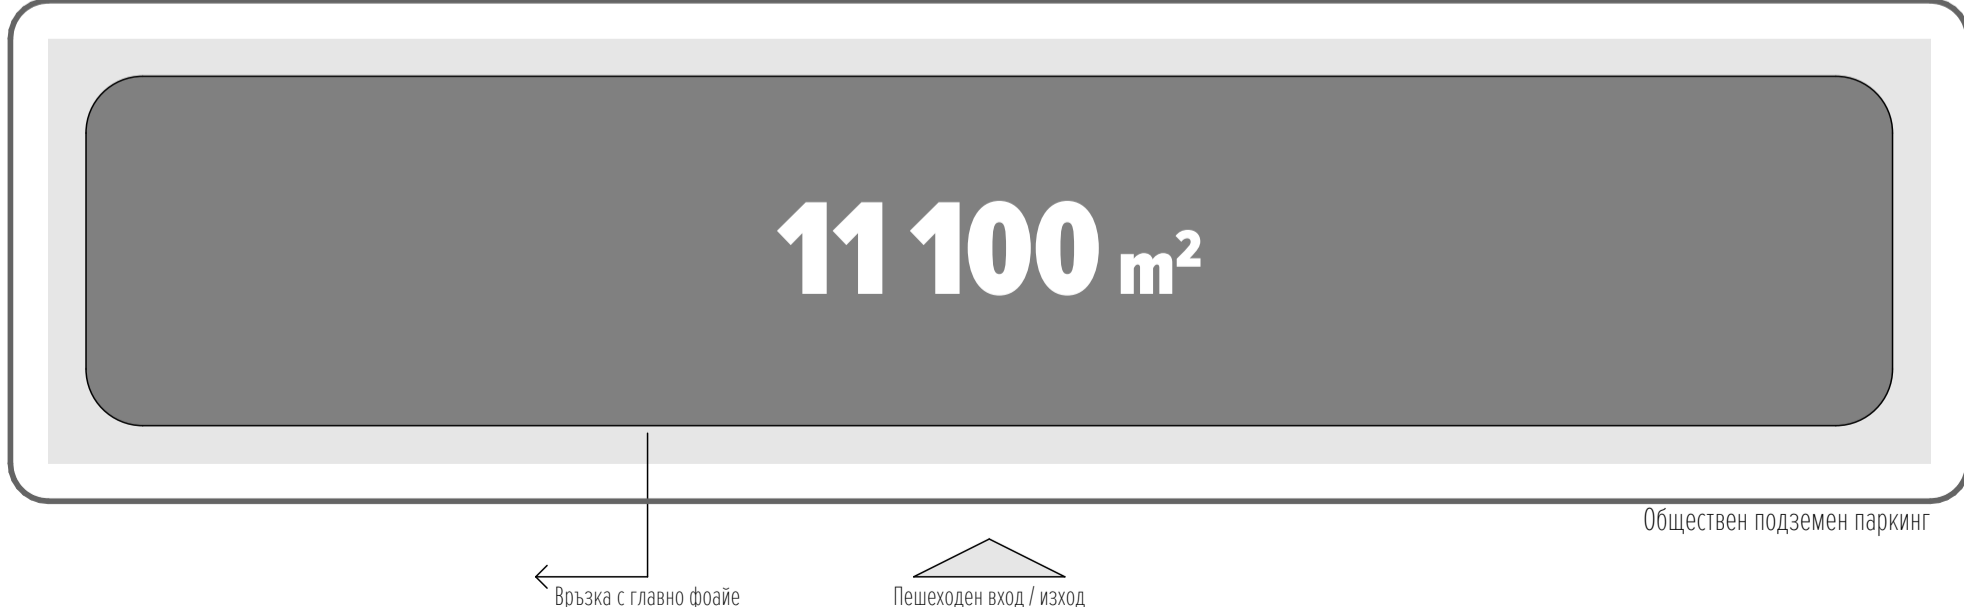 11 100 m²
Обществен подземен паркинг
Връзка с главно фоайе
Пешеходен вход / изход